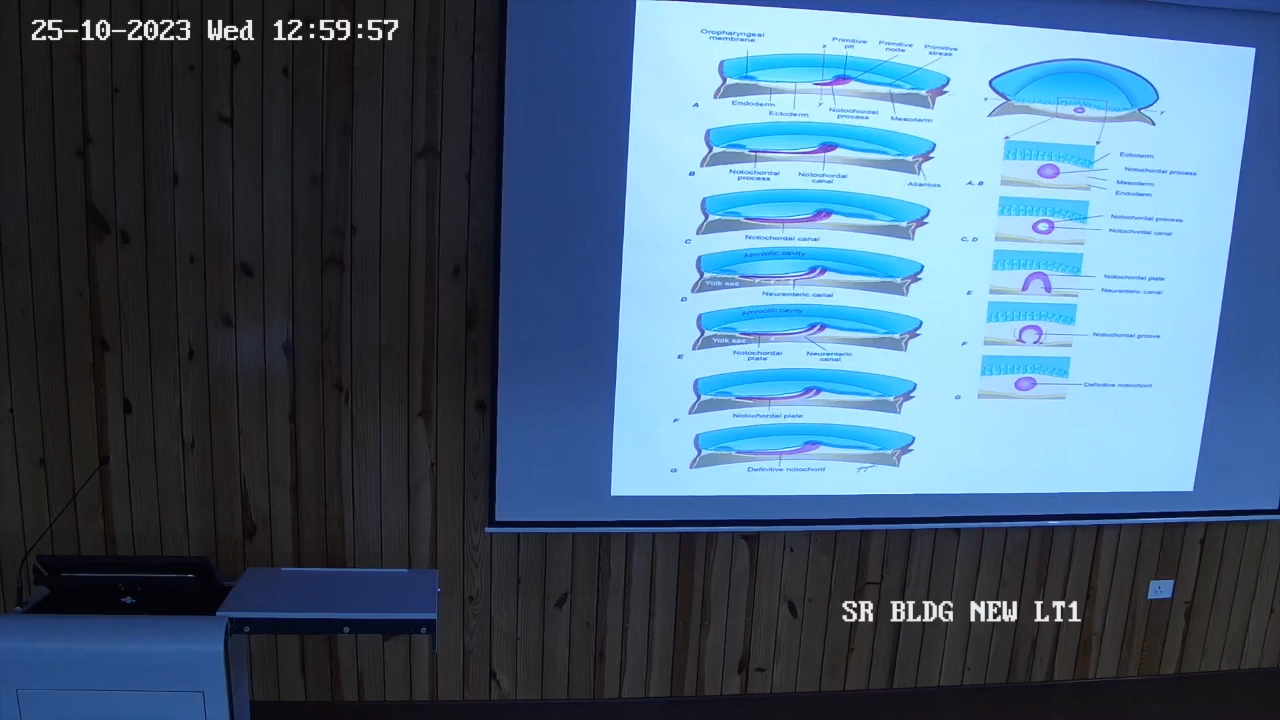 25-10-2023 Wed 12:59:57
Oropharyngeal
membrane
x
Primitive
pit
Primitive
node
Primitive
streak
A
Endoderm
Ectoderm
y
Notochordal
process
Mesoderm
B
Notochordal
process
Notochordal
canal
Allantois
C
Notochordal canal
Amniotic cavity
Yolk sac
D
Neurenteric canal
Amniotic cavity
Yolk sac
E
Notochordal
plate
Neurenteric
canal
F
Notochordal plate
G
Definitive notochord
x
y
Ectoderm
Notochordal process
A, B
Mesoderm
Endoderm
Notochordal process
C, D
Notochordal canal
Notochordal plate
E
Neurenteric canal
F
Notochordal groove
G
Definitive notochord
SR BLDG NEW LT1